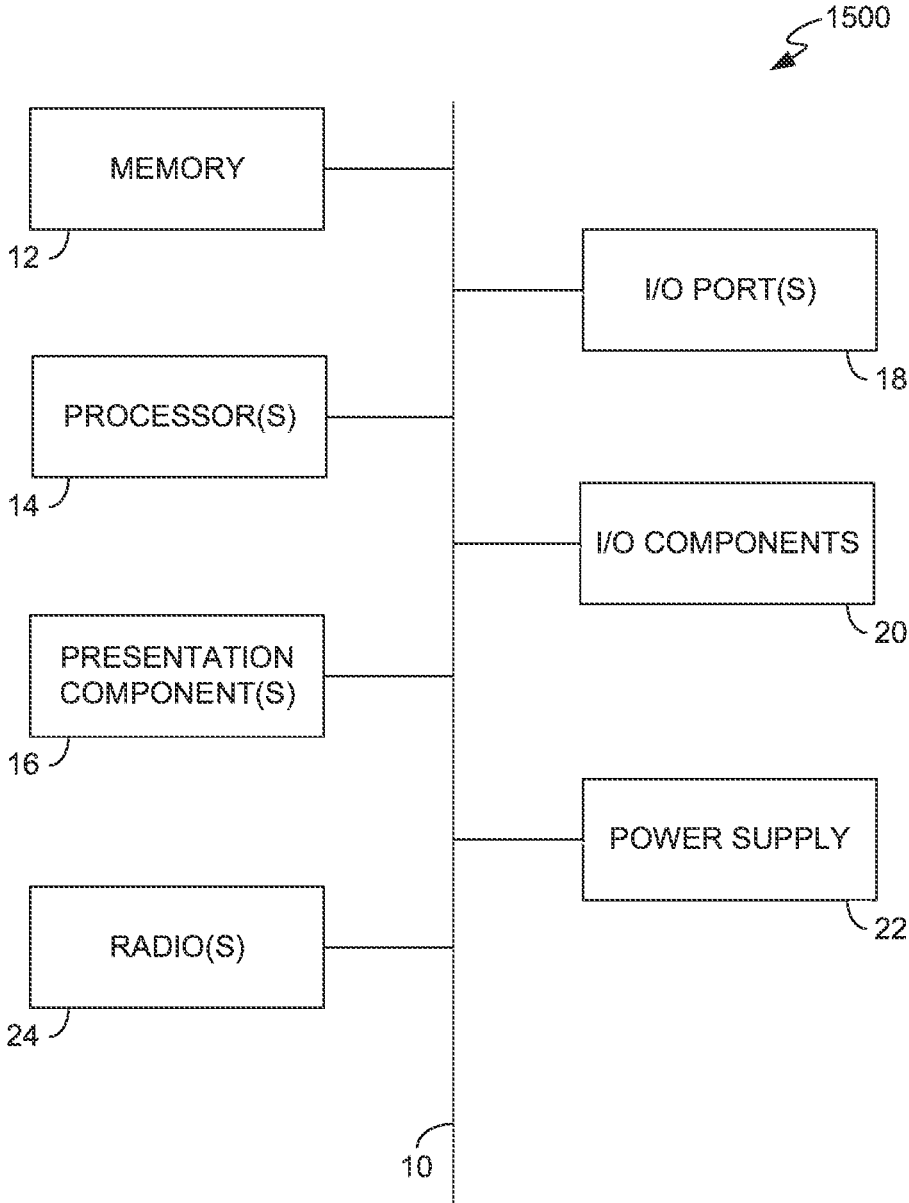 1500
MEMORY
12
I/O PORT(S)
18
PROCESSOR(S)
14
I/O COMPONENTS
20
PRESENTATION
COMPONENT(S)
16
POWER SUPPLY
22
RADIO(S)
24
10